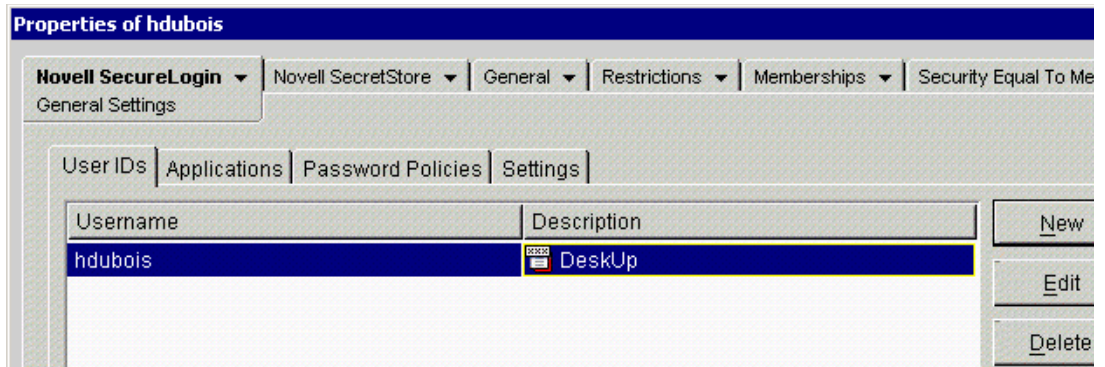 Properties of hdubois
Novell SecureLogin Novell SecretStore General Restrictions Memberships Security Equal To Me
General Settings
User IDs Applications Password Policies Settings
Username Description New
hdubois DeskUp
Edit
Delete